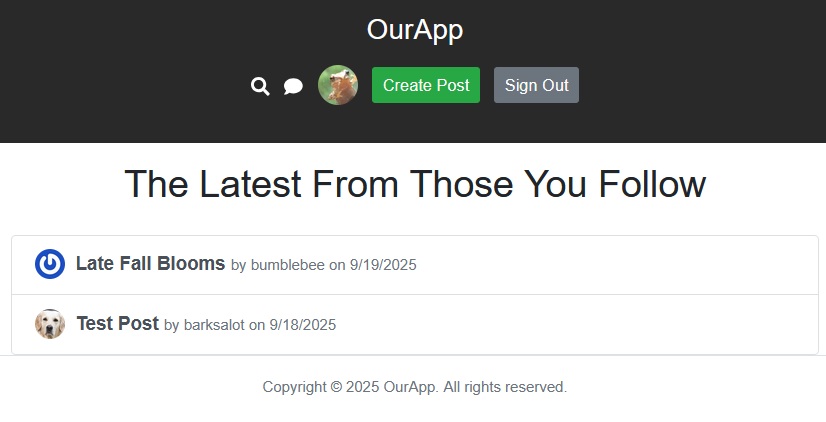 OurApp
Create Post Sign Out
The Latest From Those You Follow
Late Fall Blooms by bumblebee on 9/19/2025
Test Post by barksalot on 9/18/2025
Copyright © 2025 OurApp. All rights reserved.